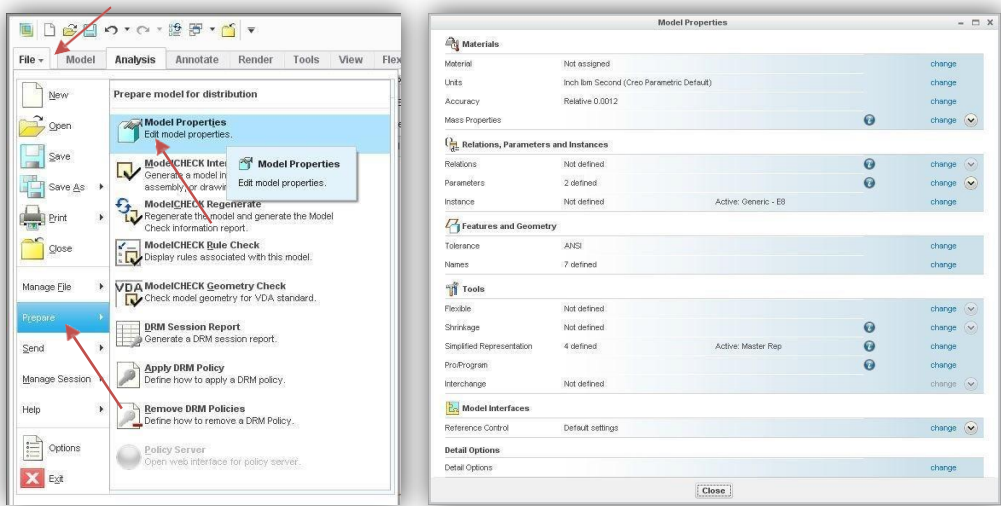 File Model Analysis Annotate Render Tools View Flex
New
Open
Save
Save As
Print
Close
Manage File
Prepare
Send
Manage Session
Help
Options
Exit
Prepare model for distribution
Model Properties
Edit model properties.
ModelCHECK Inter
Generate a model in
assembly, or drawin
Model Properties
Edit model properties.
ModelCHECK Regenerate
Regenerate the model and generate the Model
Check information report.
ModelCHECK Rule Check
Display rules associated with this model.
VDA
ModelCHECK Geometry Check
Check model geometry for VDA standard.
DRM Session Report
Generate a DRM session report.
Apply DRM Policy
Define how to apply a DRM policy.
Remove DRM Policies
Define how to remove a DRM Policy.
Policy Server
Open web interface for policy server.
Model Properties
Materials
Material Not assigned change
Units Inch lbm Second (Creo Parametric Default) change
Accuracy Relative 0.0012 change
Mass Properties change
Relations, Parameters and Instances
Relations Not defined change
Parameters 2 defined change
Instance Not defined Active: Generic - E8 change
Features and Geometry
Tolerance ANSI change
Names 7 defined change
Tools
Flexible Not defined change
Shrinkage Not defined change
Simplified Representation 4 defined Active: Master Rep change
Pro/Program change
Interchange Not defined change
Model Interfaces
Reference Control Default settings change
Detail Options
Detail Options change
Close